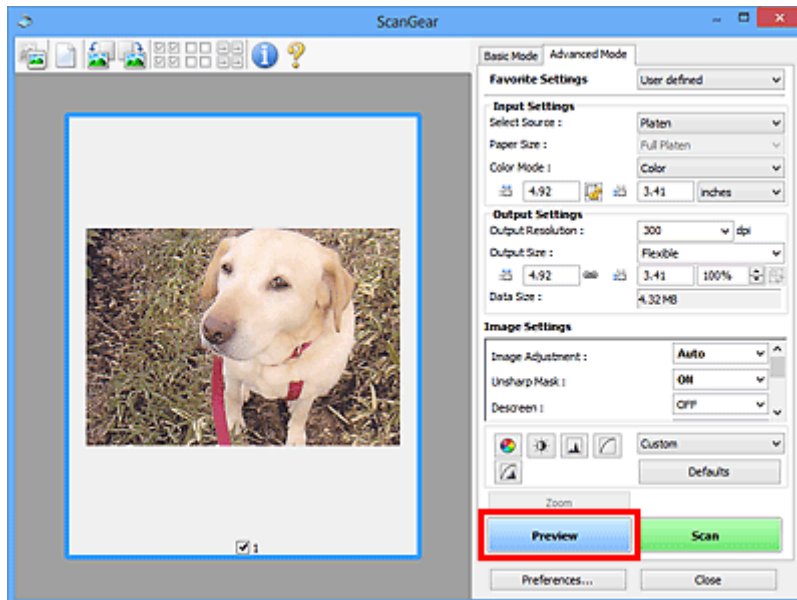 ScanGear
Basic Mode Advanced Mode
Favorite Settings User defined
Input Settings
Select Source : Platen
Paper Size : Full Platen
Color Mode : Color
4.92 3.41 inches
Output Settings
Output Resolution : 300 dpi
Output Size : Flexible
4.92 3.41 100%
Data Size : 4.32 MB
Image Settings
Image Adjustment : Auto
Unsharp Mask : ON
Descreen : OFF
Custom
Defaults
Zoom
Preview Scan
1
Preferences... Close